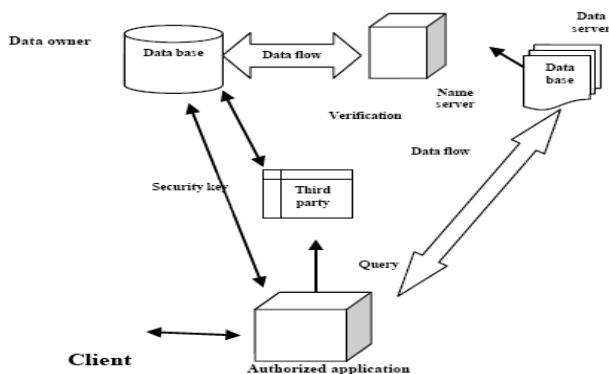 Data owner
Data base
Data flow
Data
server
Data
base
Name
server
Verification
Data flow
Security key
Third
party
Query
Client
Authorized application